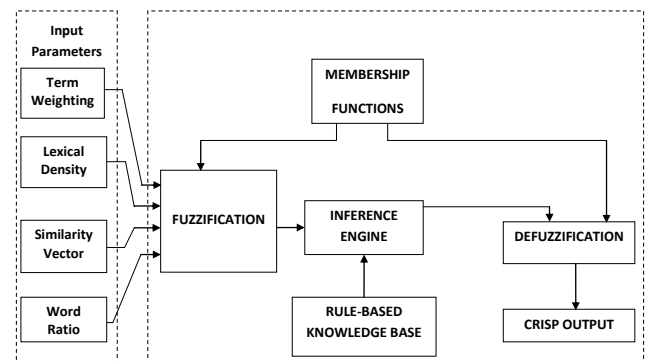 Input
Parameters
Term
Weighting
Lexical
Density
Similarity
Vector
Word
Ratio
FUZZIFICATION
MEMBERSHIP
FUNCTIONS
INFERENCE
ENGINE
RULE-BASED
KNOWLEDGE BASE
DEFUZZIFICATION
CRISP OUTPUT